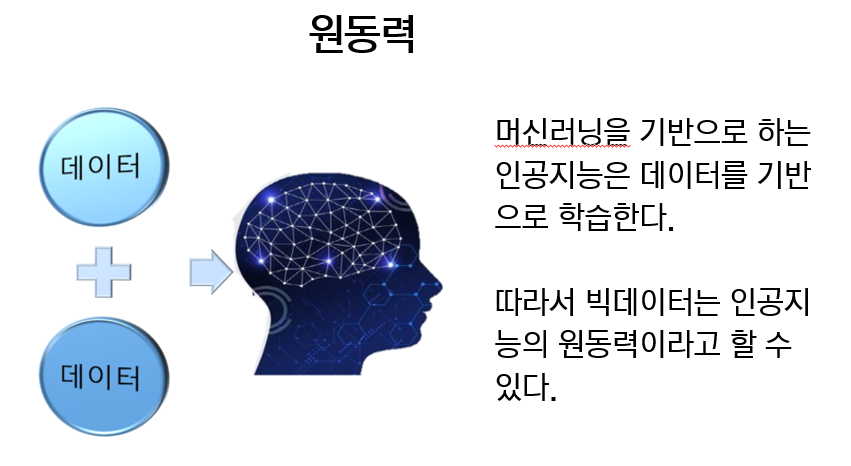 원동력
데이터
데이터
머신러닝을 기반으로 하는
인공지능은 데이터를 기반
으로 학습한다.
따라서 빅데이터는 인공지
능의 원동력이라고 할 수
있다.